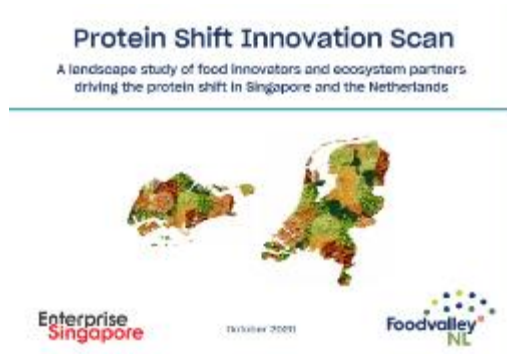 Protein Shift Innovation Scan
A landscape study of food innovators and ecosystem partners
driving the protein shift in Singapore and the Netherlands
Enterprise
Singapore
October
Foodvalley
NL